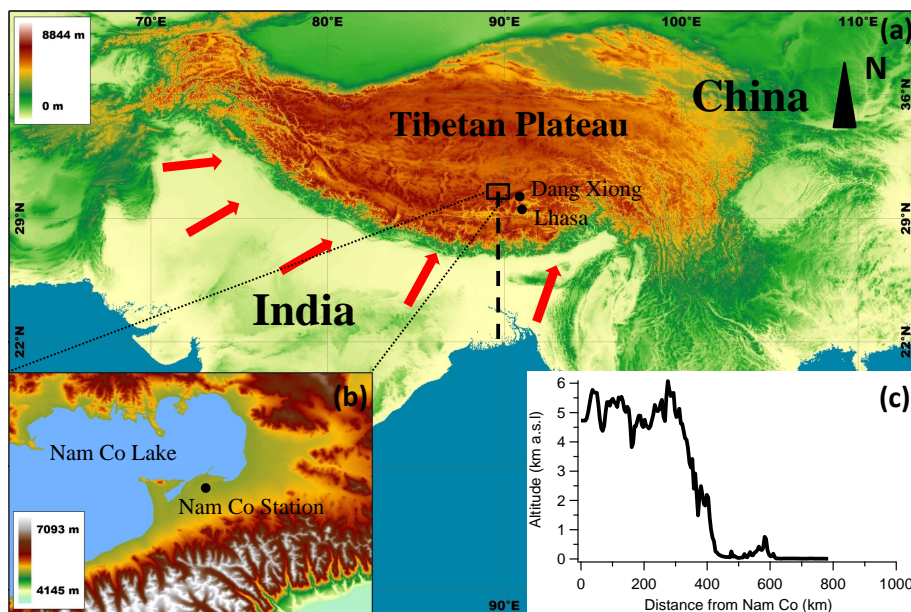 70°E 80°E 90°E 100°E 110°E
(a)
8844 m
0 m
N
China
36°N
36°N
Tibetan Plateau
Dang Xiong
Lhasa
29°N
29°N
India
22°N
22°N
(b)
Nam Co Lake
Nam Co Station
7093 m
4145 m
90°E
(c)
6
5
4
3
2
1
0
Altitude (km a.s.l)
0 200 400 600 800 1000
Distance from Nam Co (km)